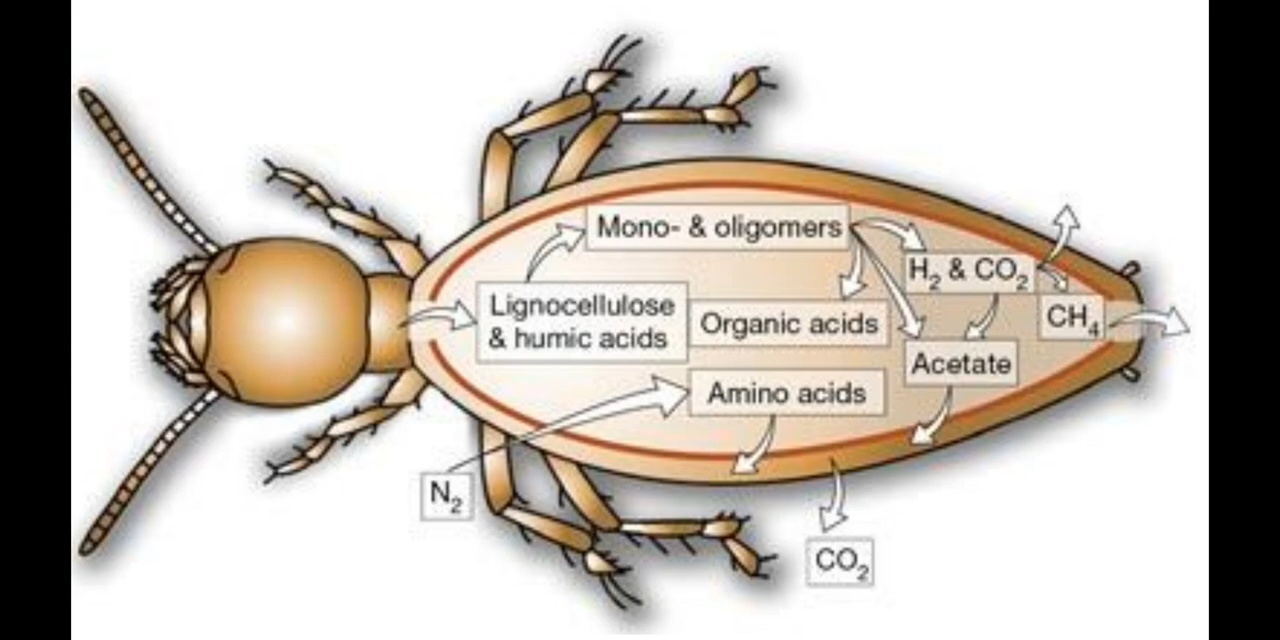 Mono- & oligomers
H₂ & CO₂
Lignocellulose
& humic acids
Organic acids
CH₄
Acetate
Amino acids
N₂
CO₂